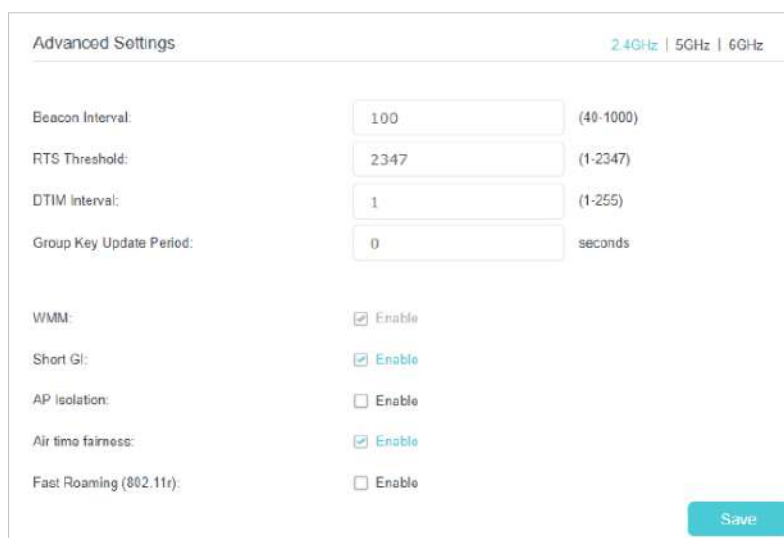 Advanced Settings 2.4GHz | 5GHz | 6GHz
Beacon Interval: 100 (40-1000)
RTS Threshold: 2347 (1-2347)
DTIM Interval: 1 (1-255)
Group Key Update Period: 0 seconds
WMM: Enable
Short GI: Enable
AP Isolation: Enable
Air time fairness: Enable
Fast Roaming (802.11r): Enable
Save